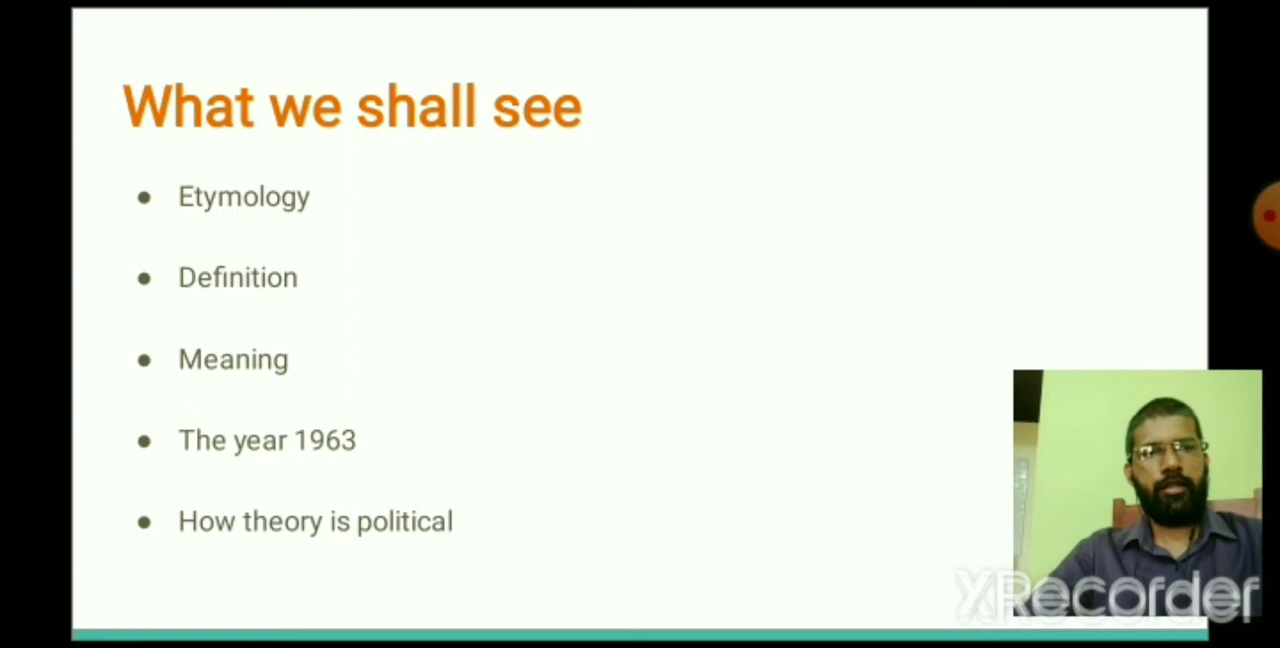 What we shall see
● Etymology
● Definition
● Meaning
● The year 1963
● How theory is political
XRecorder